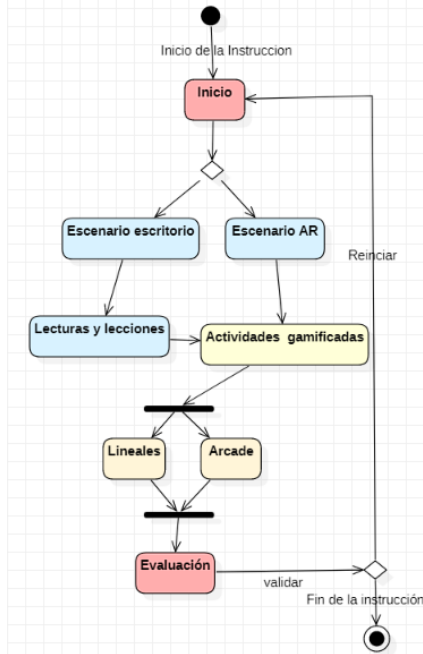 Inicio de la Instruccion
Inicio
Escenario escritorio
Escenario AR
Reinciar
Lecturas y lecciones
Actividades gamificadas
Lineales
Arcade
Evaluación
validar
Fin de la instrucción